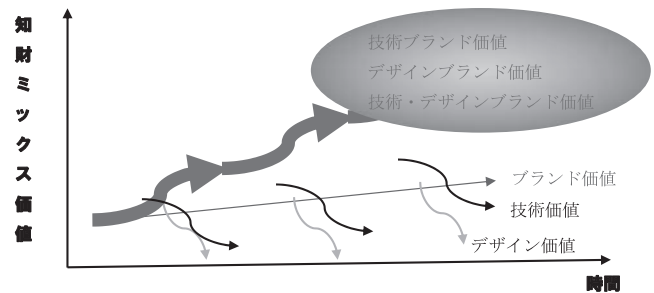 知財ミックス価値
技術ブランド価値
デザインブランド価値
技術・デザインブランド価値
ブランド価値
技術価値
デザイン価値
時間